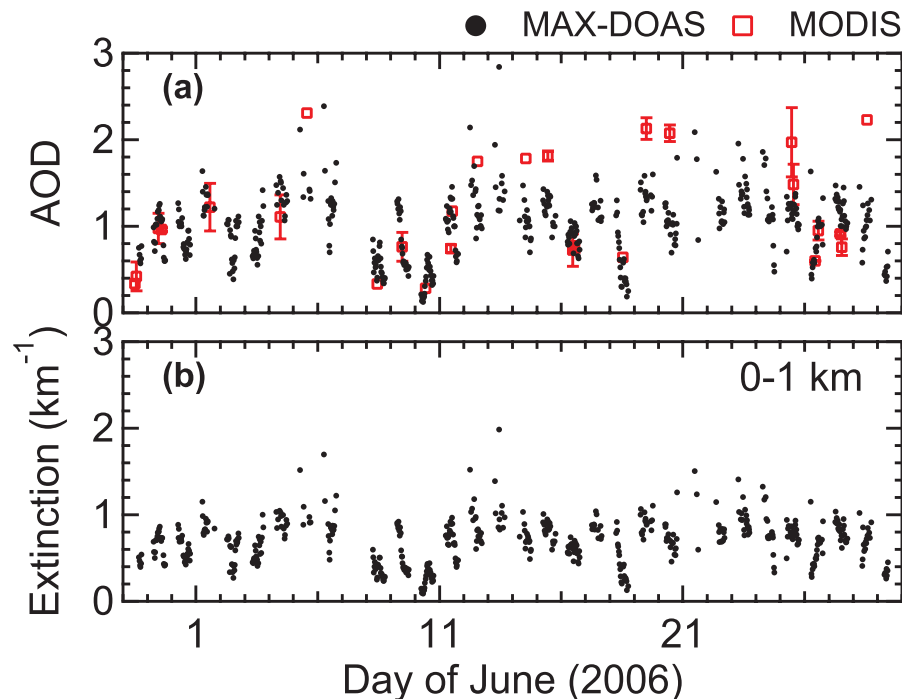 MAX-DOAS MODIS
(a)
AOD
3
2
1
0
(b)
0-1 km
Extinction (km⁻¹)
3
2
1
0
1 11 21
Day of June (2006)